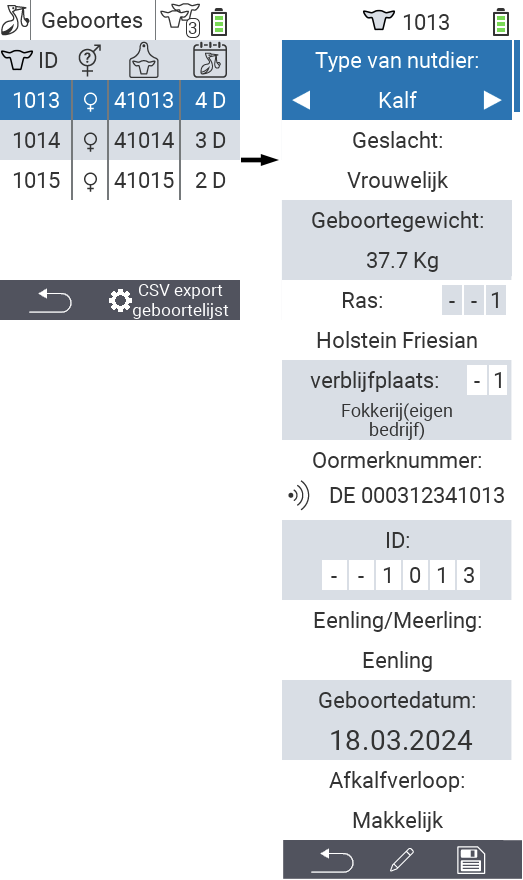 Geboortes 3
ID
1013 41013 4 D
1014 41014 3 D
1015 41015 2 D
CSV export
geboortelijst
1013
Type van nutdier:
Kalf
Geslacht:
Vrouwelijk
Geboortegewicht:
37.7 Kg
Ras: - - 1
Holstein Friesian
verblijfplaats: - 1
Fokkerij(eigen
bedrijf)
Oormerknummer:
DE 000312341013
ID:
- - 1 0 1 3
Eenling/Meerling:
Eenling
Geboortedatum:
18.03.2024
Afkalfverloop:
Makkelijk